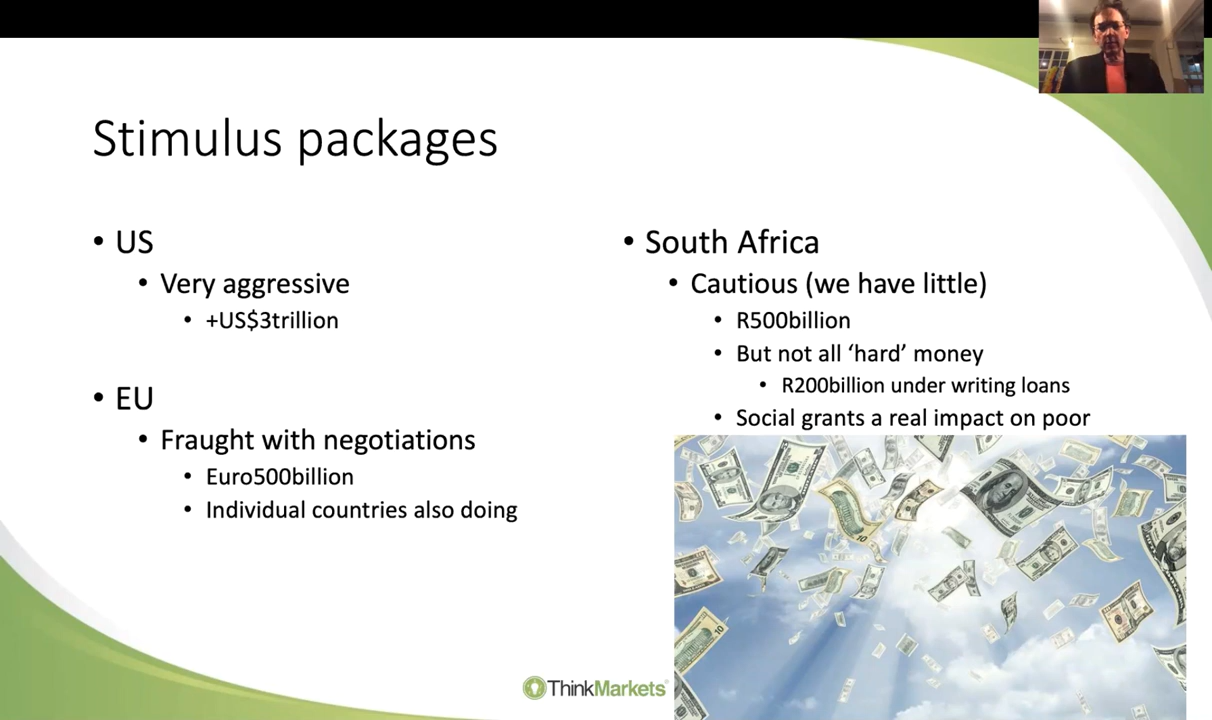 Stimulus packages
• US
• Very aggressive
• +US$3trillion
• EU
• Fraught with negotiations
• Euro500billion
• Individual countries also doing
• South Africa
• Cautious (we have little)
• R500billion
• But not all ‘hard’ money
• R200billion under writing loans
• Social grants a real impact on poor
10
10
ThinkMarkets